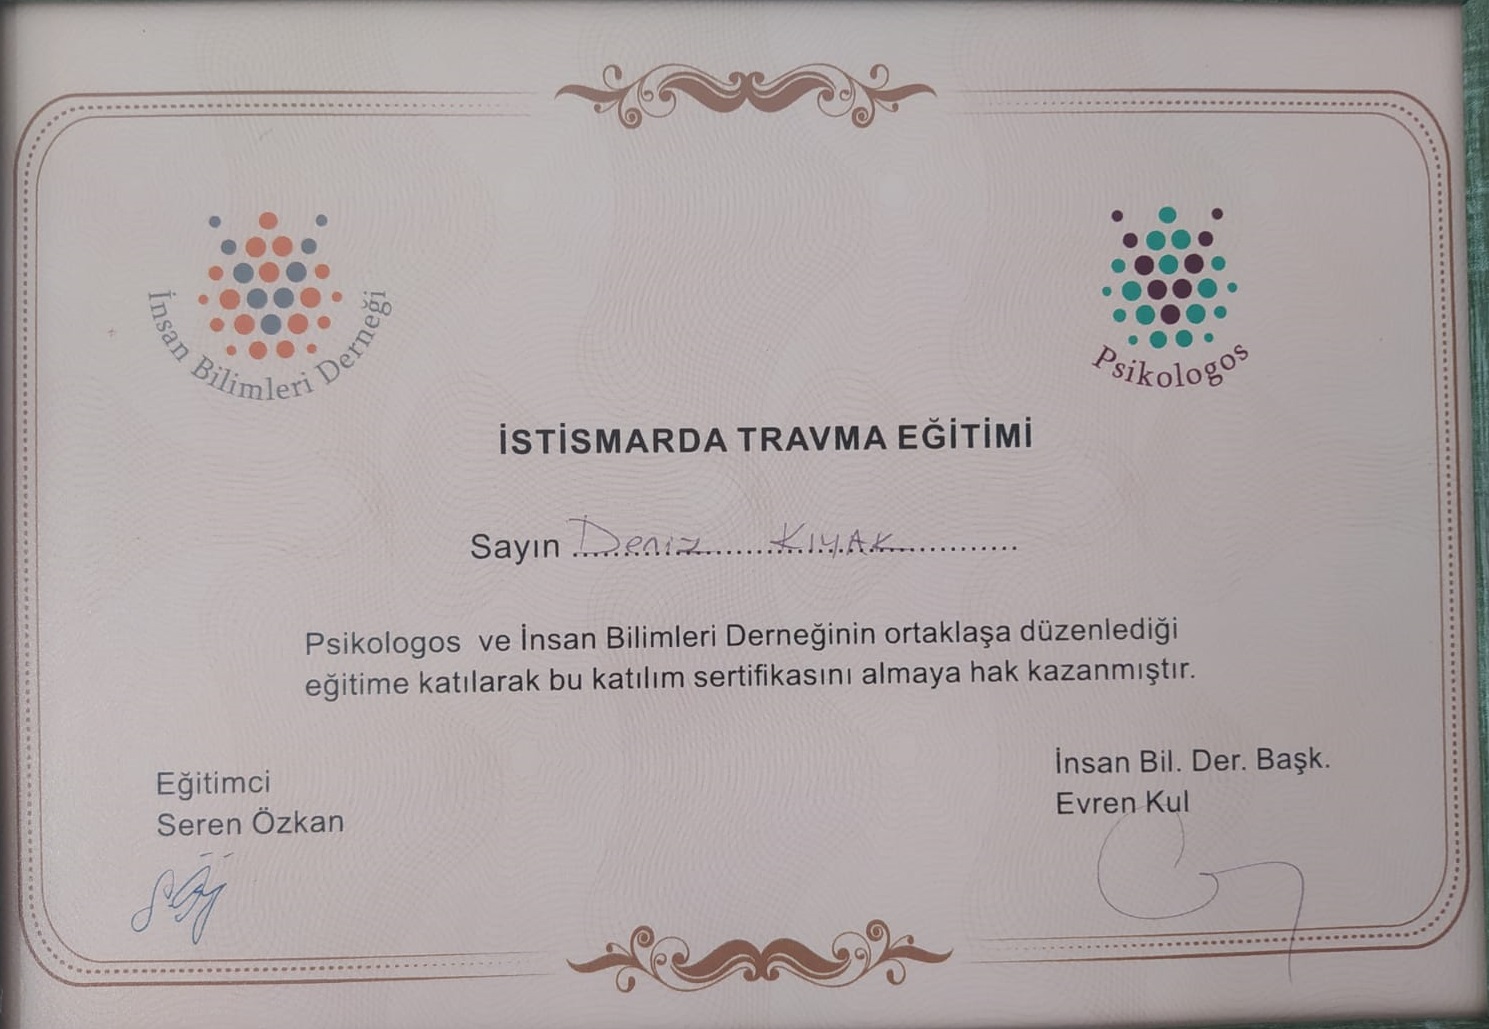 İnsan Bilimleri Derneği
Psikologos
İSTİSMARDA TRAVMA EĞİTİMİ
Sayın Deniz KIYAK
Psikologos ve İnsan Bilimleri Derneğinin ortaklaşa düzenlediği
eğitime katılarak bu katılım sertifikasını almaya hak kazanmıştır.
Eğitimci
Seren Özkan
İnsan Bil. Der. Başk.
Evren Kul